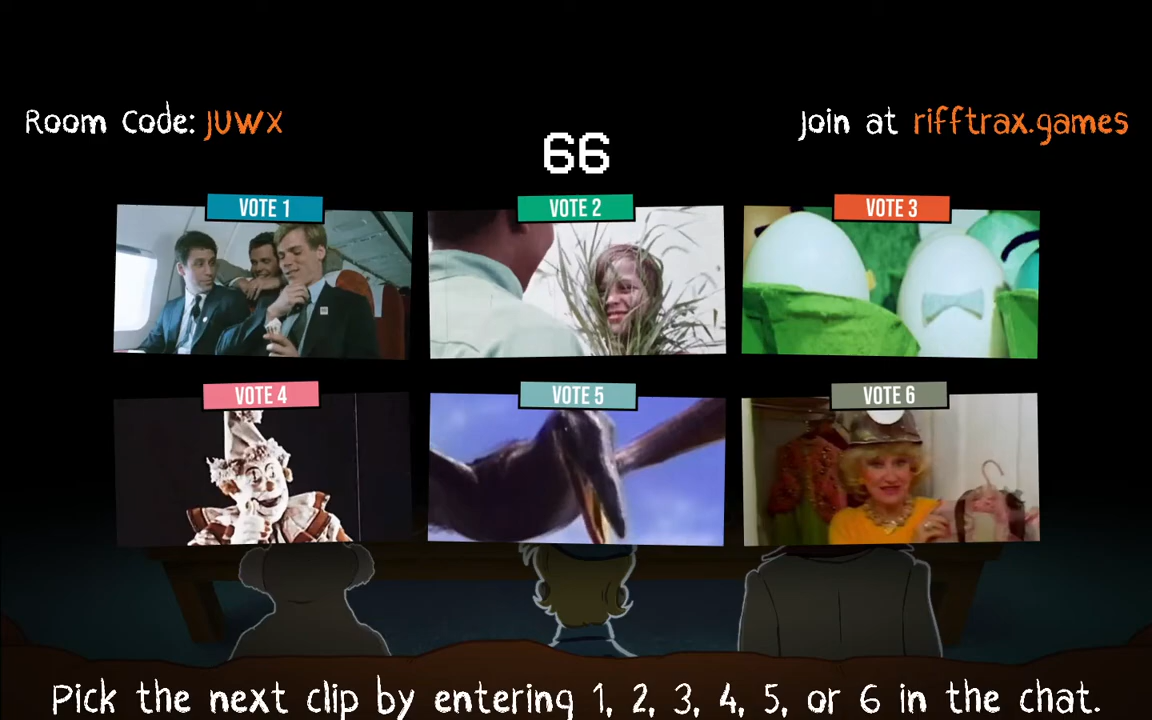 Room Code: JUWX
Join at rifftrax.games
66
VOTE 1
VOTE 2
VOTE 3
VOTE 4
VOTE 5
VOTE 6
Pick the next clip by entering 1, 2, 3, 4, 5, or 6 in the chat.